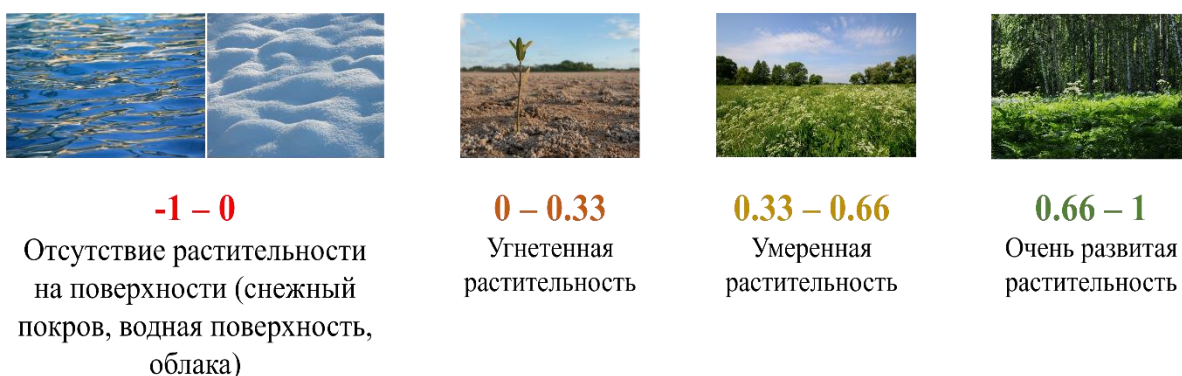 -1 – 0
Отсутствие растительности
на поверхности (снежный
покров, водная поверхность,
облака)
0 – 0.33
Угнетенная
растительность
0.33 – 0.66
Умеренная
растительность
0.66 – 1
Очень развитая
растительность